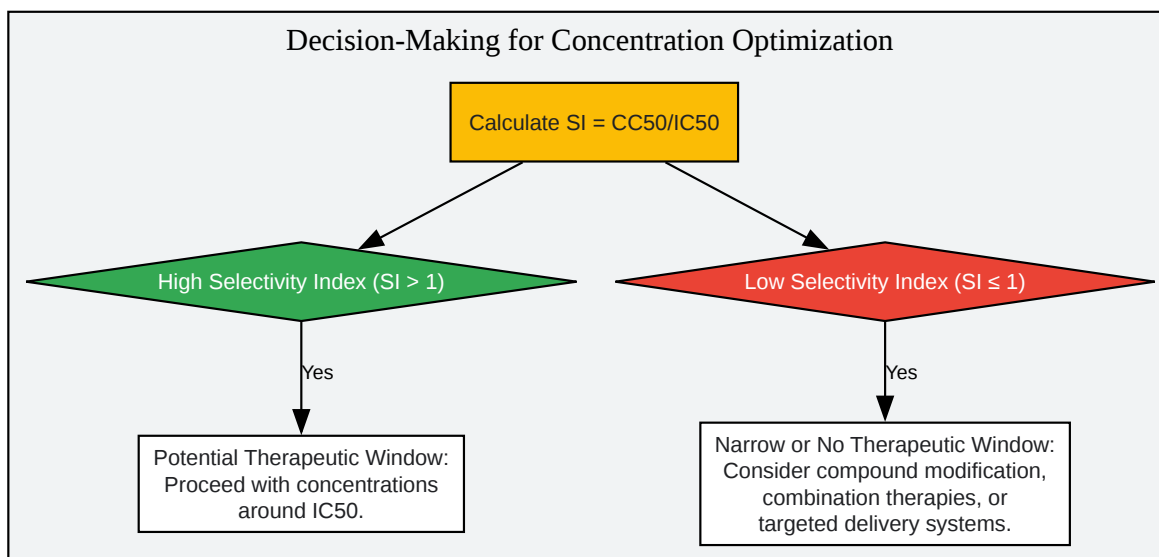 Decision-Making for Concentration Optimization
Calculate SI = CC50/IC50
High Selectivity Index (SI > 1)
Low Selectivity Index (SI ≤ 1)
Yes
Yes
Potential Therapeutic Window:
Proceed with concentrations
around IC50.
Narrow or No Therapeutic Window:
Consider compound modification,
combination therapies, or
targeted delivery systems.